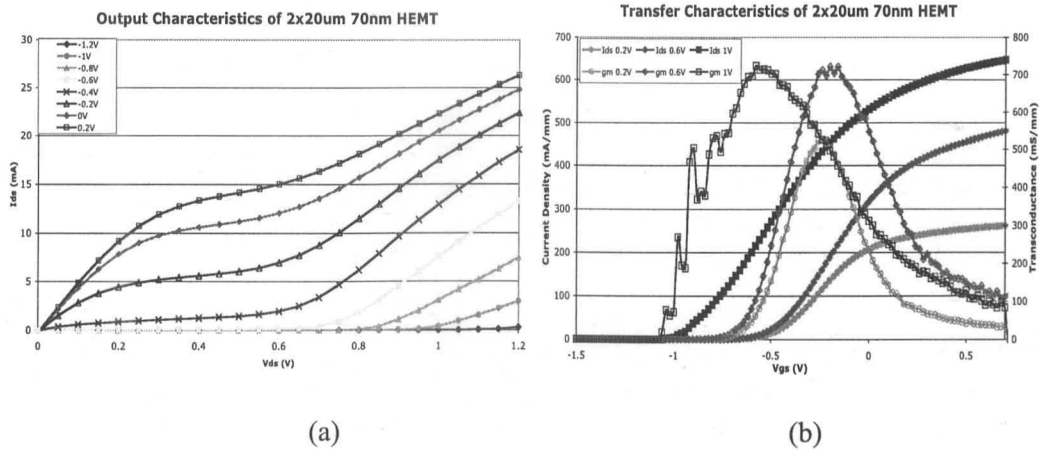 Output Characteristics of 2x20um 70nm HEMT
30
25
20
15
10
5
0
Ids (mA)
-1.2V
-1V
-0.8V
-0.6V
-0.4V
-0.2V
0V
0.2V
0
0.2
0.4
0.6
0.8
1
1.2
Vds (V)
(a)
Transfer Characteristics of 2x20um 70nm HEMT
700
600
500
400
300
200
100
0
Current Density (mA/mm)
Ids 0.2V
Ids 0.6V
Ids 1V
gm 0.2V
gm 0.6V
gm 1V
800
700
600
500
400
300
200
100
0
Transconductance (mS/mm)
-1.5
-1
-0.5
0
0.5
Vgs (V)
(b)